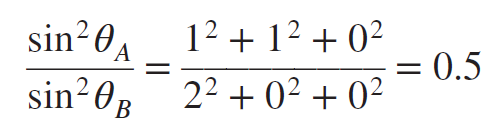 sin²θ_A / sin²θ_B = (1² + 1² + 0²) / (2² + 0² + 0²) = 0.5